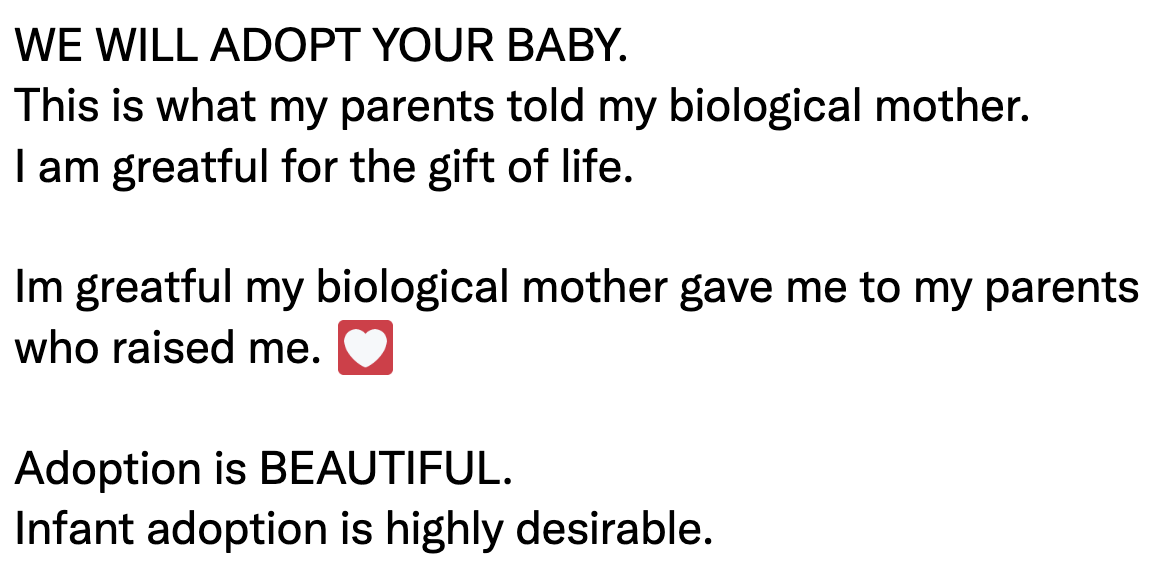 WE WILL ADOPT YOUR BABY.
This is what my parents told my biological mother.
I am greatful for the gift of life.
Im greatful my biological mother gave me to my parents
who raised me. 💟
Adoption is BEAUTIFUL.
Infant adoption is highly desirable.